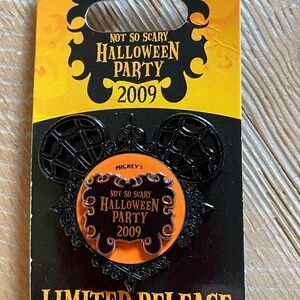 NOT SO SCARY
HALLOWEEN
PARTY
2009
MICKEY'S
NOT SO SCARY
HALLOWEEN
PARTY
2009
LIMITED RELEASE